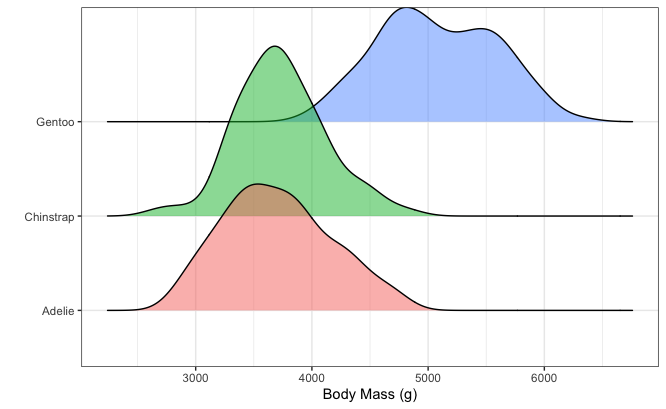 Gentoo
Chinstrap
Adelie
3000 4000 5000 6000
Body Mass (g)